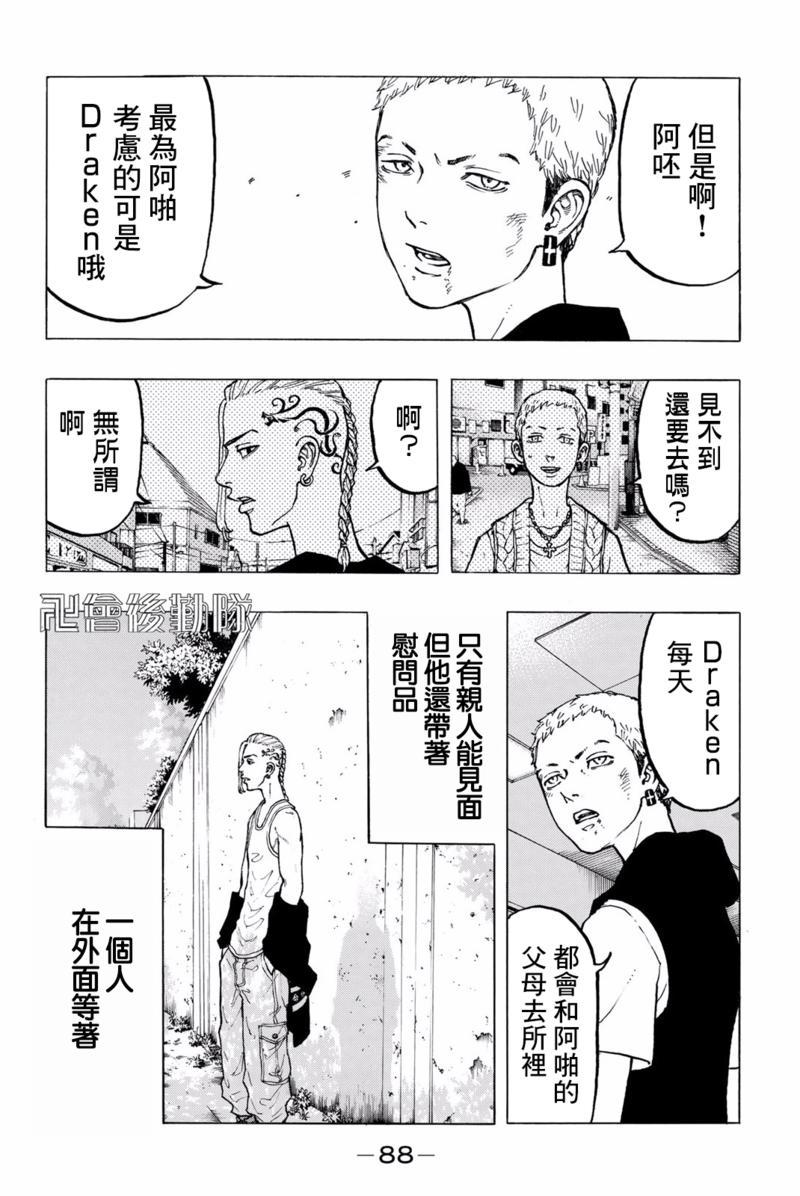 但是啊！
阿呸
最為阿啪
考慮的可是
Draken哦
見不到
還要去嗎？
啊？
無所謂
啊
Draken
每天
都會和阿啪的
父母去所裡
只有親人能見面
但他還帶著
慰問品
一個人
在外面等著
卍會後勤隊
－88－